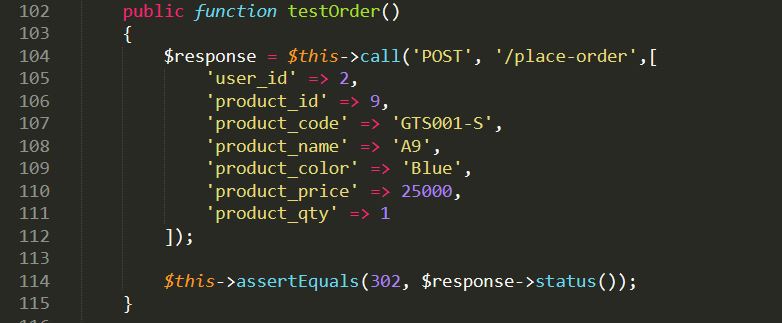 102 public function testOrder()
103 {
104 $response = $this->call('POST', '/place-order',[
105 'user_id' => 2,
106 'product_id' => 9,
107 'product_code' => 'GTS001-S',
108 'product_name' => 'A9',
109 'product_color' => 'Blue',
110 'product_price' => 25000,
111 'product_qty' => 1
112 ]);
113
114 $this->assertEquals(302, $response->status());
115 }